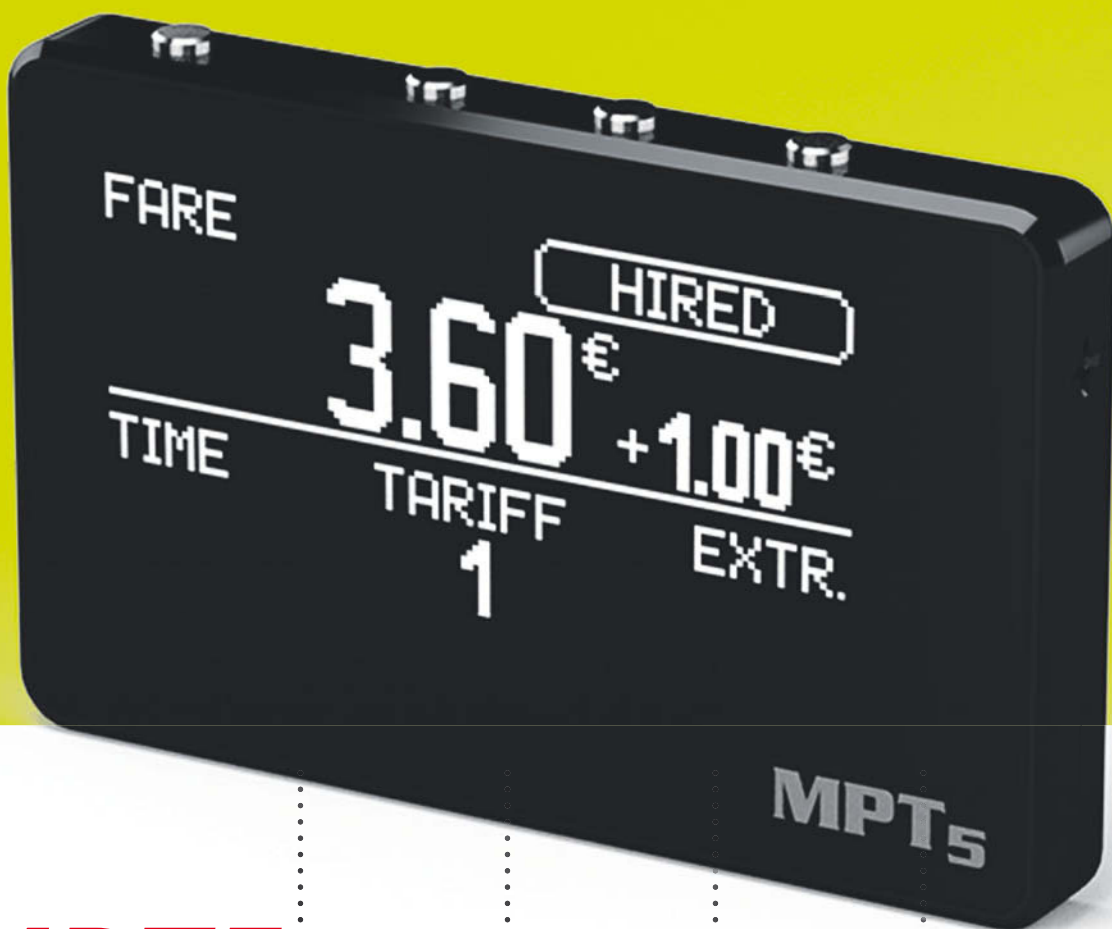 FARE
HIRED
3.60€ +1.00€
TIME TARIFF EXTR.
1
MPT5